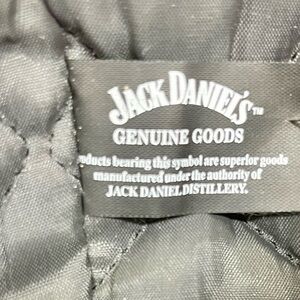 JACK DANIEL'S™
GENUINE GOODS
oducts bearing this symbol are superior goods
manufactured under the authority of
JACK DANIEL DISTILLERY.